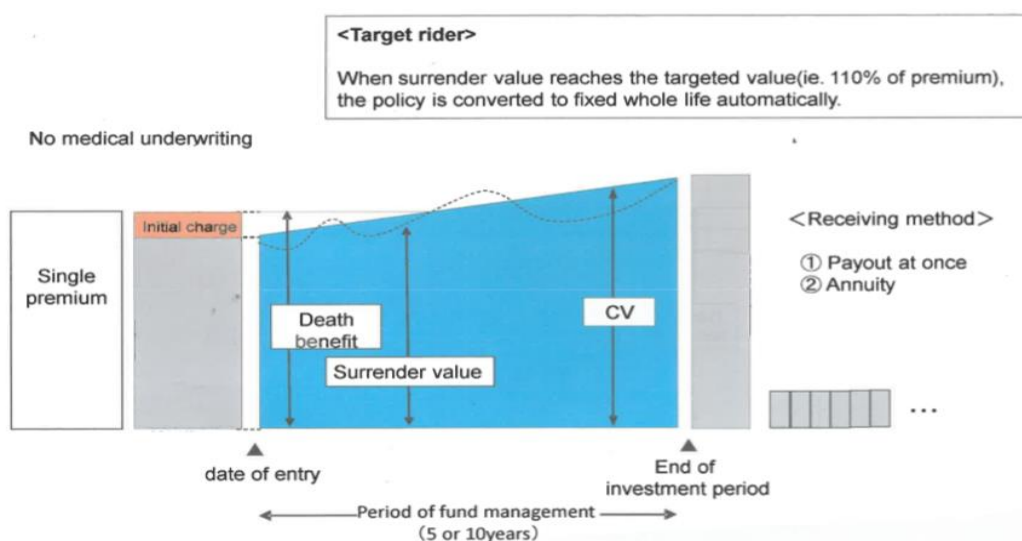 <Target rider>
When surrender value reaches the targeted value(ie. 110% of premium),
the policy is converted to fixed whole life automatically.
No medical underwriting
Initial charge
Single
premium
Death
benefit
Surrender value
CV
<Receiving method>
① Payout at once
② Annuity
...
date of entry
End of
investment period
Period of fund management
(5 or 10years)